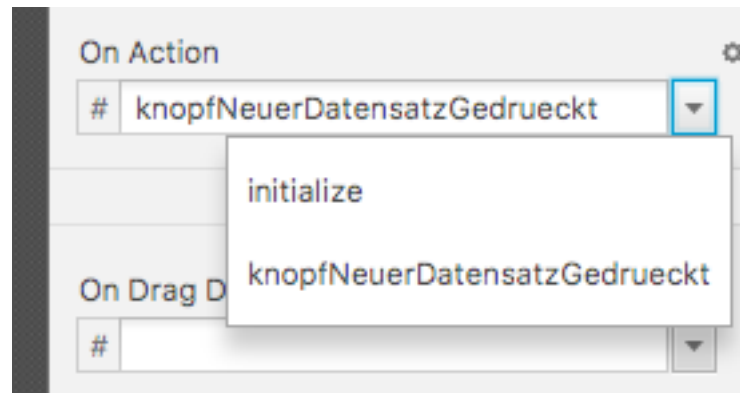 On Action
# knopfNeuerDatensatzGedrueckt
initialize
knopfNeuerDatensatzGedrueckt
On Drag D
#